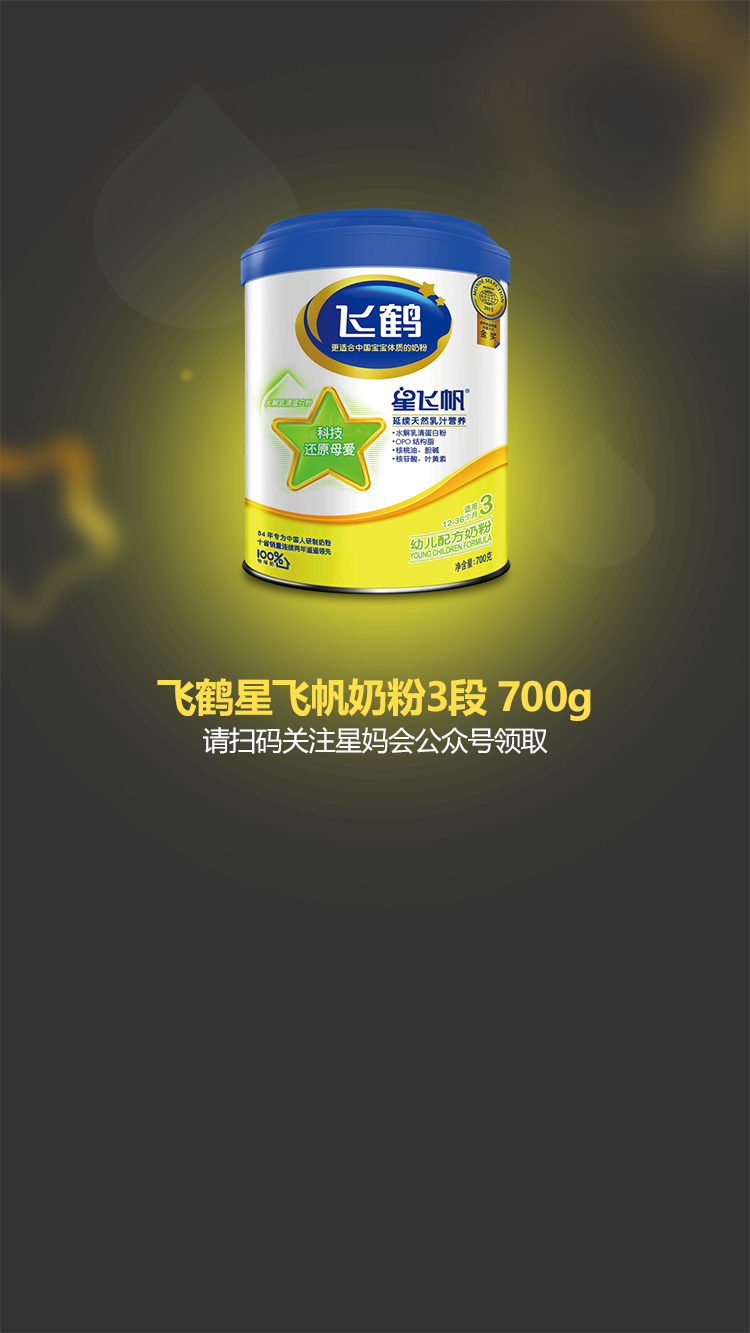 飞鹤
更适合中国宝宝体质的奶粉
MONDE SELECTION
2015
金奖
水解乳清蛋白粉
科技
还原母爱
星飞帆®
延续天然乳汁营养
·水解乳清蛋白粉
·OPO 结构脂
·核桃油，胆碱
·核苷酸，叶黄素
适用 3
12-36个月
幼儿配方奶粉
YOUNG CHILDREN FORMULA
净含量:700克
54 年专为中国人研制奶粉
十省销量连续两年遥遥领先
100%
飞鹤星飞帆奶粉3段 700g
请扫码关注星妈会公众号领取